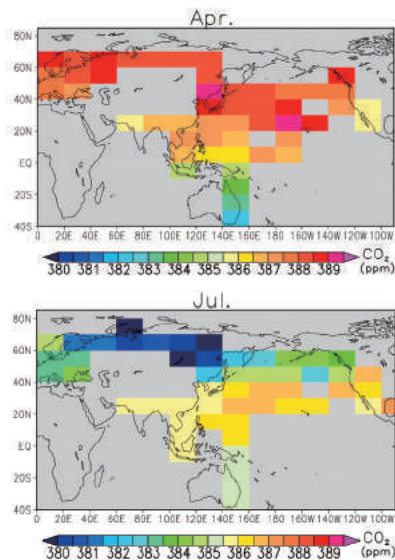 Apr.
80N
60N
40N
20N
EQ
20S
40S
0 20E 40E 60E 80E 100E 120E 140E 160E 180 160W 140W 120W 100W
380 381 382 383 384 385 386 387 388 389 CO₂
(ppm)
Jul.
80N
60N
40N
20N
EQ
20S
40S
0 20E 40E 60E 80E 100E 120E 140E 160E 180 160W 140W 120W 100W
380 381 382 383 384 385 386 387 388 389 CO₂
(ppm)